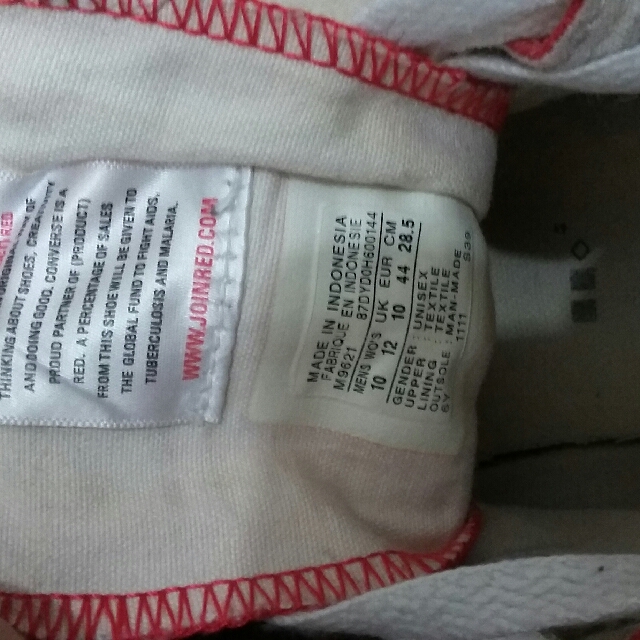 THINKING ABOUT SHOES,
AND DOING GOOD. CONVERSE IS A
PROUD PARTNER OF (PRODUCT)
RED. A PERCENTAGE OF SALES
FROM THIS SHOE WILL BE GIVEN TO
THE GLOBAL FUND TO FIGHT AIDS,
TUBERCULOSIS AND MALARIA.
WWW.JOINRED.COM
MADE IN INDONESIA
FABRIQUE EN INDONESIE
M9621
MENS WO'S UK EUR CM
10 12 10 44 28.5
GENDER : UNISEX
UPPER : TEXTILE
LINING : TEXTILE
OUTSOLE : MAN-MADE
SY 1111 S39